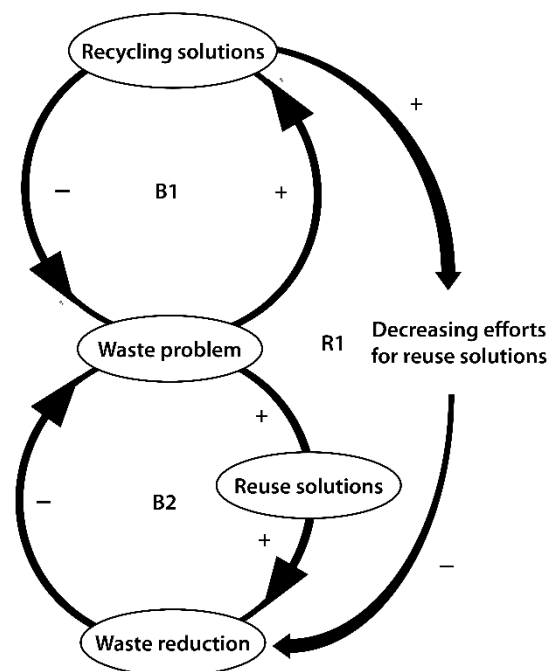 Recycling solutions
+
−
B1
+
Waste problem
R1
Decreasing efforts
for reuse solutions
+
Reuse solutions
−
B2
+
−
Waste reduction